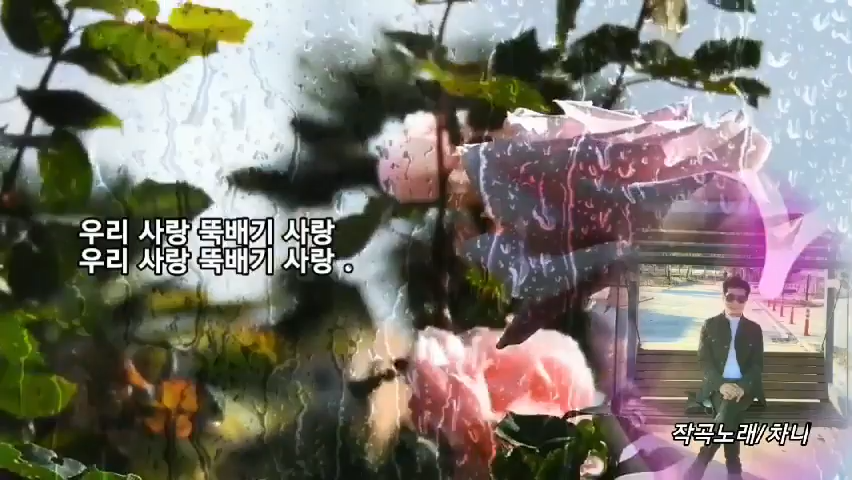 우리 사랑 뚝배기 사랑
우리 사랑 뚝배기 사랑 .
작곡노래/차니